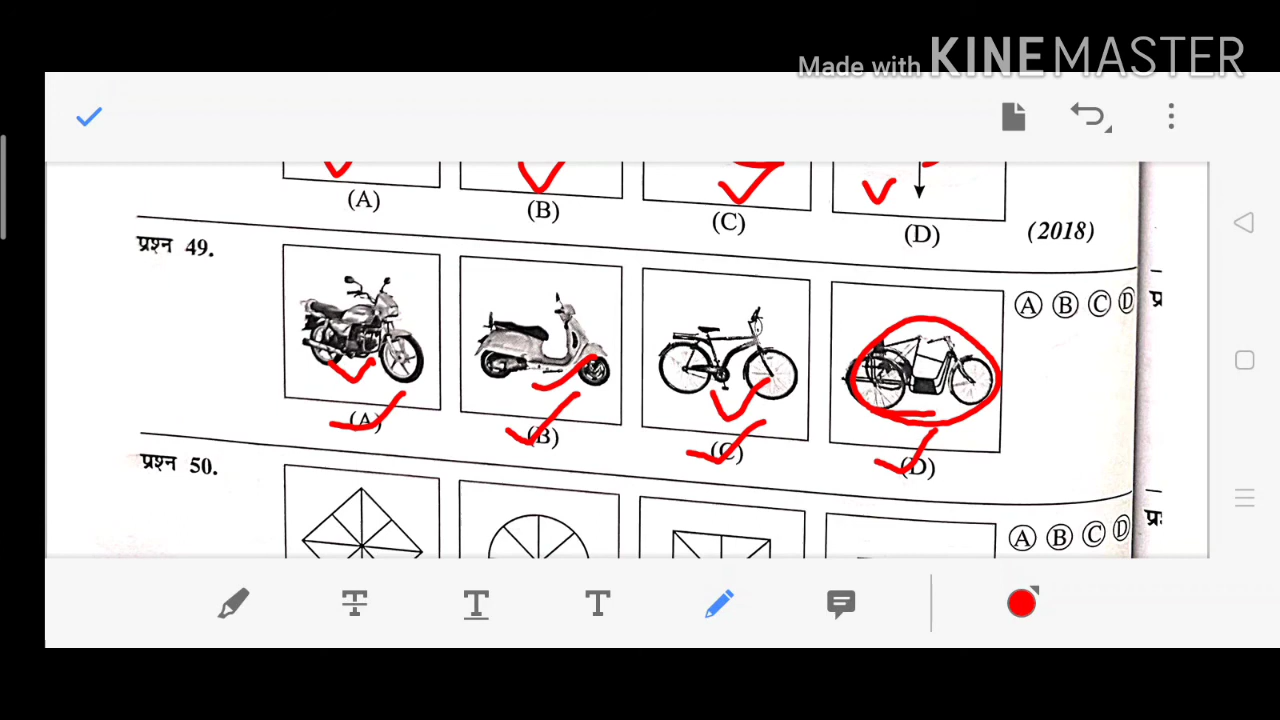 Made with KINEMASTER
(A)
(B)
(C)
(D)
(2018)
प्रश्न 49.
Ⓐ Ⓑ Ⓒ Ⓓ
(A)
(B)
(C)
(D)
प्रश्न 50.
Ⓐ Ⓑ Ⓒ Ⓓ